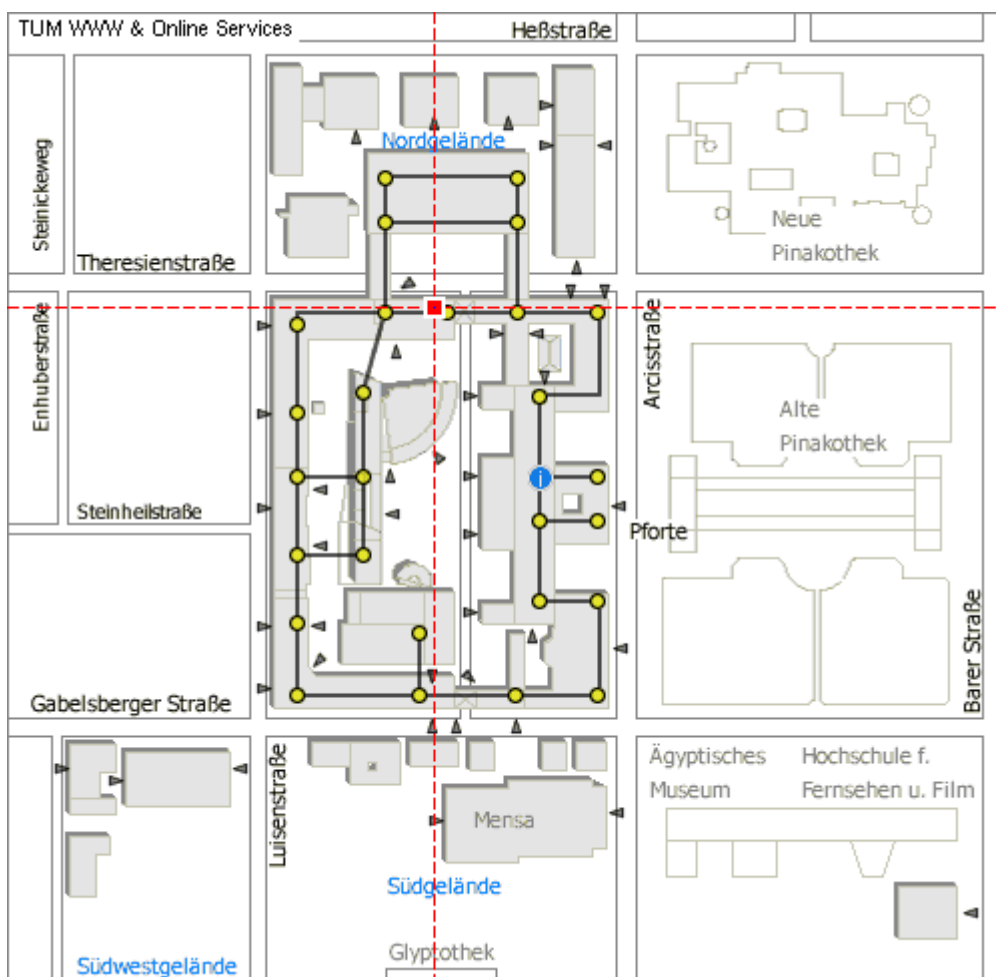 TUM WWW & Online Services
Heßstraße
Nordgelände
Steinickeweg
Theresienstraße
Neue
Pinakothek
Enhuberstraße
Arcisstraße
Alte
Pinakothek
i
Steinheilstraße
Pforte
Gabelsberger Straße
Barer Straße
Luisenstraße
Ägyptisches
Museum
Hochschule f.
Fernsehen u. Film
Mensa
Südgelände
Glyptothek
Südwestgelände